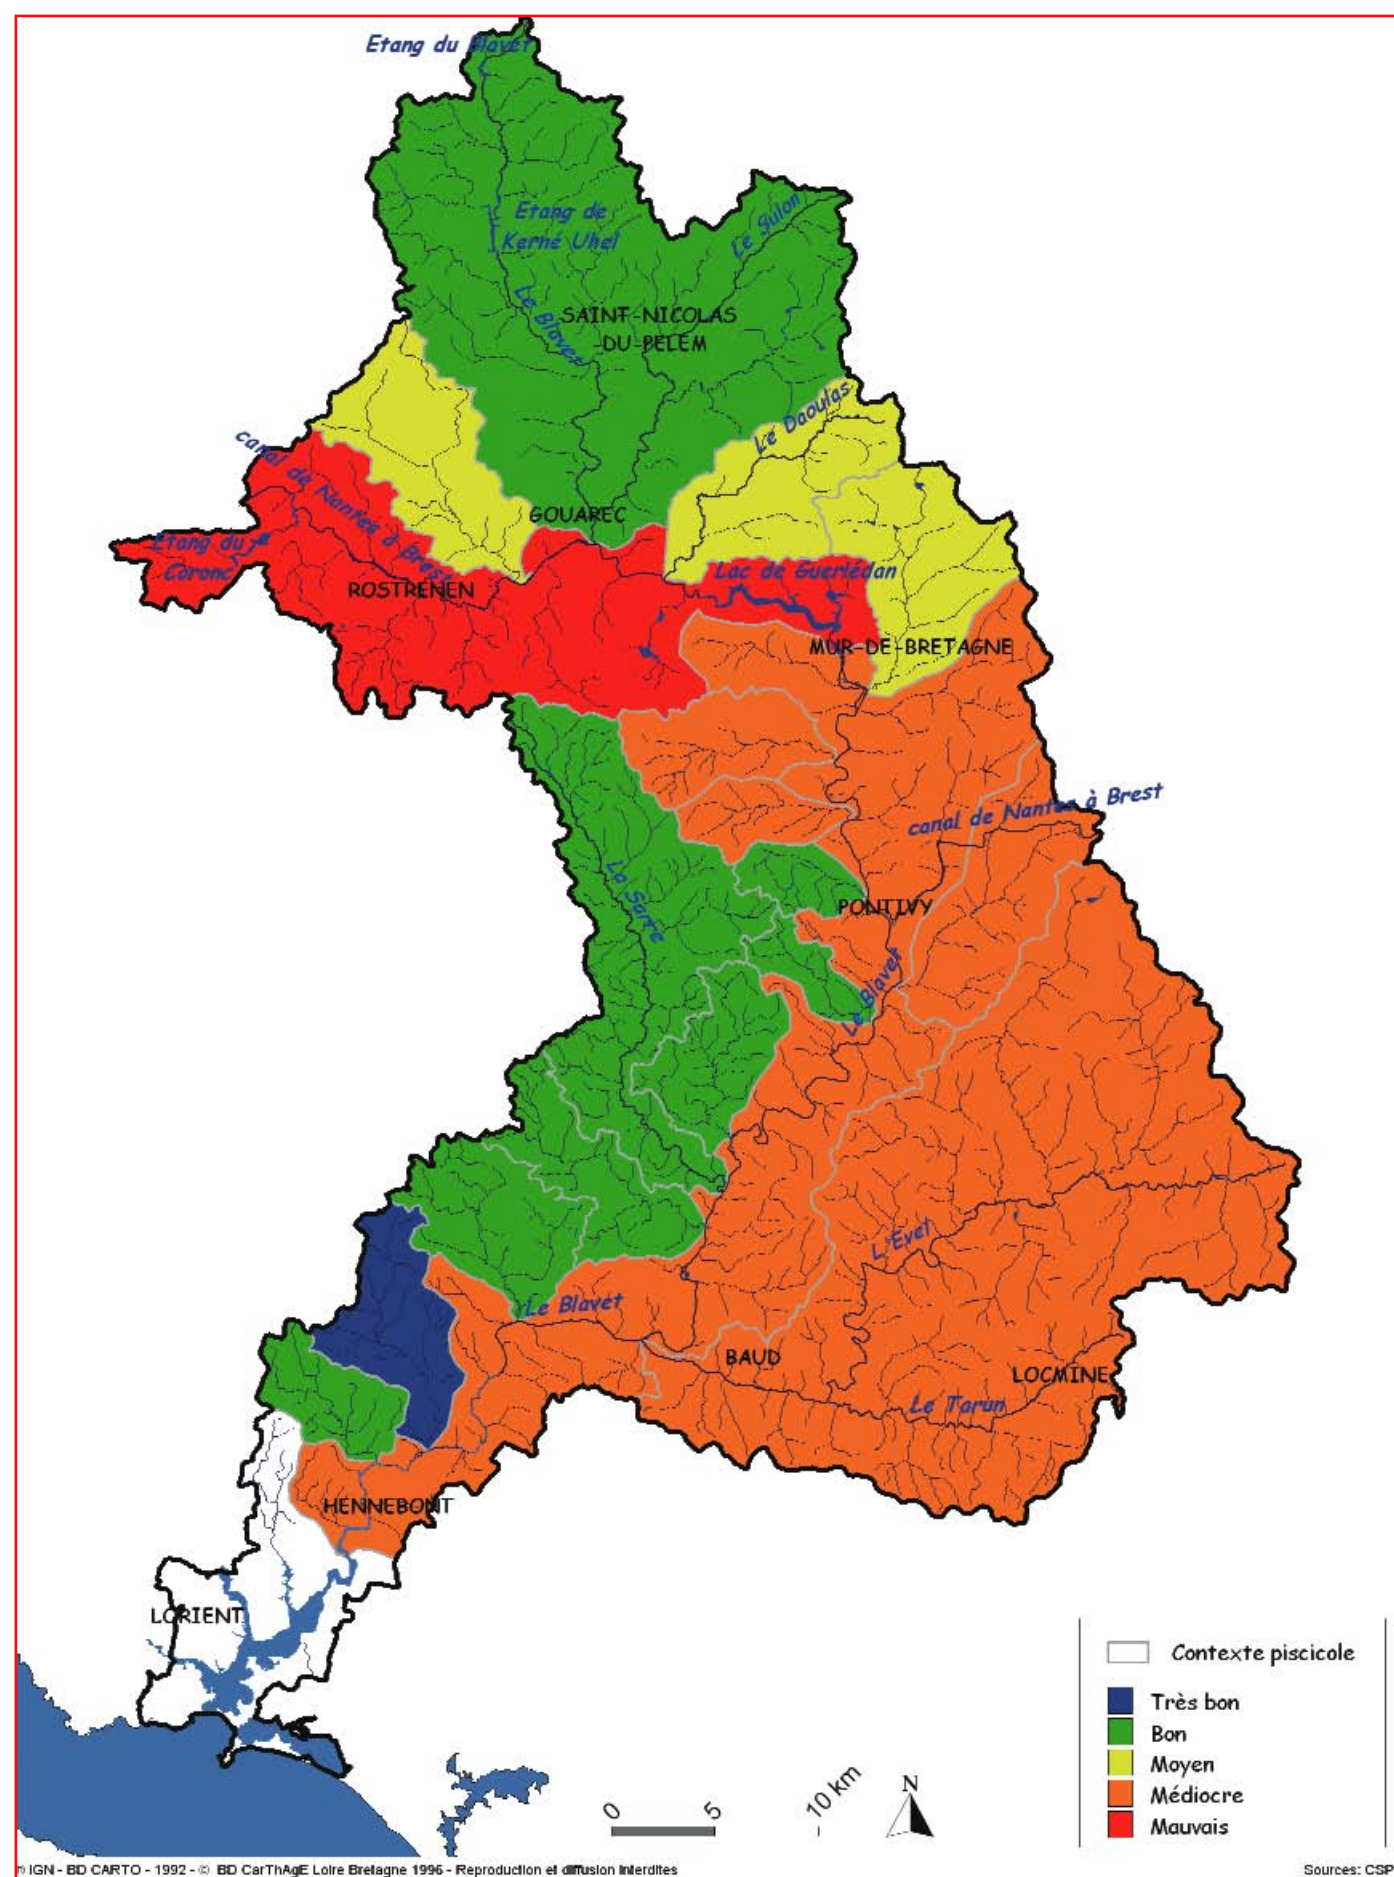 Etang du Blavet
Etang de
Kerné Uhel
Le Sulon
Le Blavet
SAINT-NICOLAS
-DU-PELEM
Le Daoulas
canal de Nantes à Brest
GOUAREC
Etang du
Coronc
ROSTRENEN
Lac de Guerlédan
MUR-DE-BRETAGNE
canal de Nantes à Brest
La Sarre
PONTIVY
Le Blavet
L'Evel
Le Blavet
BAUD
LOCMINE
Le Tarun
HENNEBONT
LORIENT
Contexte piscicole
Très bon
Bon
Moyen
Médiocre
Mauvais
0 5 10 km
N
IGN - BD CARTO - 1992 - © BD CarThAgE Loire Bretagne 1996 - Reproduction et diffusion interdites
Sources: CSP